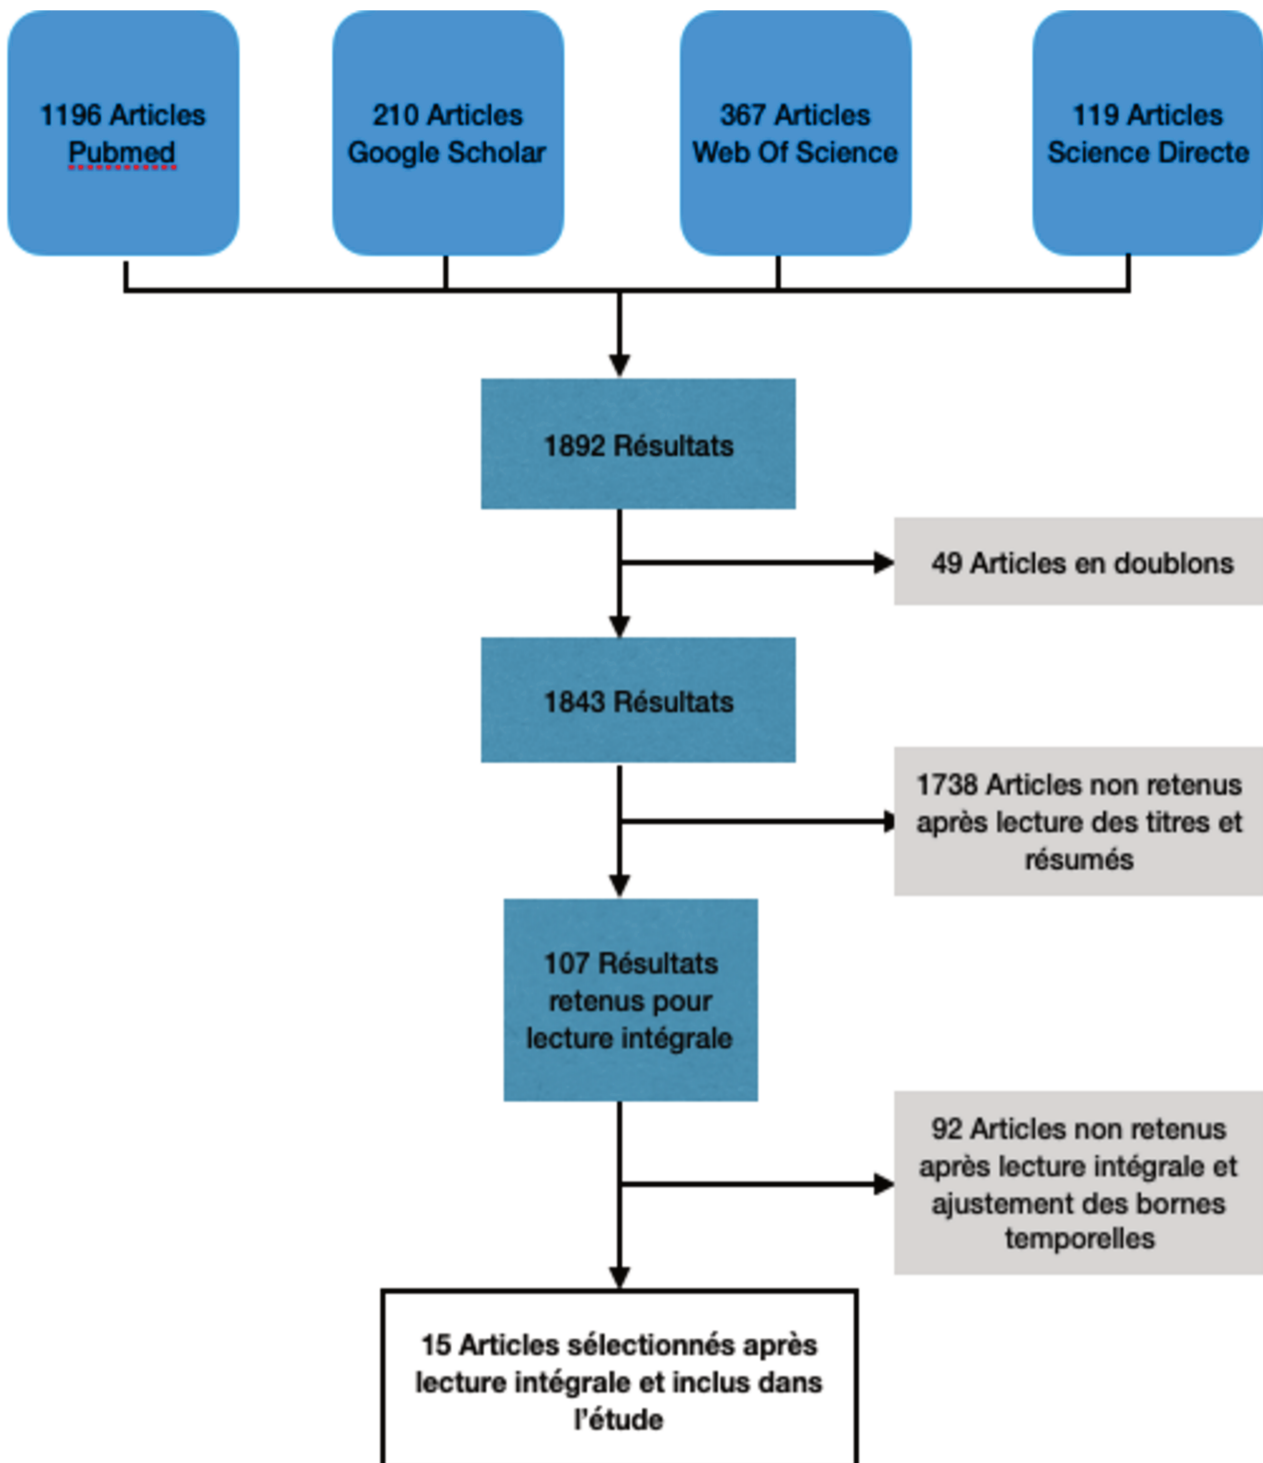 1196 Articles
Pubmed
210 Articles
Google Scholar
367 Articles
Web Of Science
119 Articles
Science Directe
1892 Résultats
49 Articles en doublons
1843 Résultats
1738 Articles non retenus
après lecture des titres et
résumés
107 Résultats
retenus pour
lecture intégrale
92 Articles non retenus
après lecture intégrale et
ajustement des bornes
temporelles
15 Articles sélectionnés après
lecture intégrale et inclus dans
l'étude